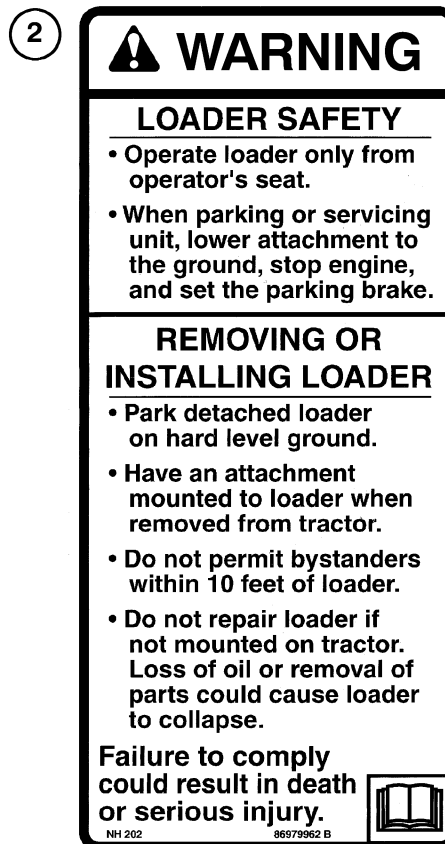 2
WARNING
LOADER SAFETY
• Operate loader only from
operator's seat.
• When parking or servicing
unit, lower attachment to
the ground, stop engine,
and set the parking brake.
REMOVING OR
INSTALLING LOADER
• Park detached loader
on hard level ground.
• Have an attachment
mounted to loader when
removed from tractor.
• Do not permit bystanders
within 10 feet of loader.
• Do not repair loader if
not mounted on tractor.
Loss of oil or removal of
parts could cause loader
to collapse.
Failure to comply
could result in death
or serious injury.
NH 202 86979962 B